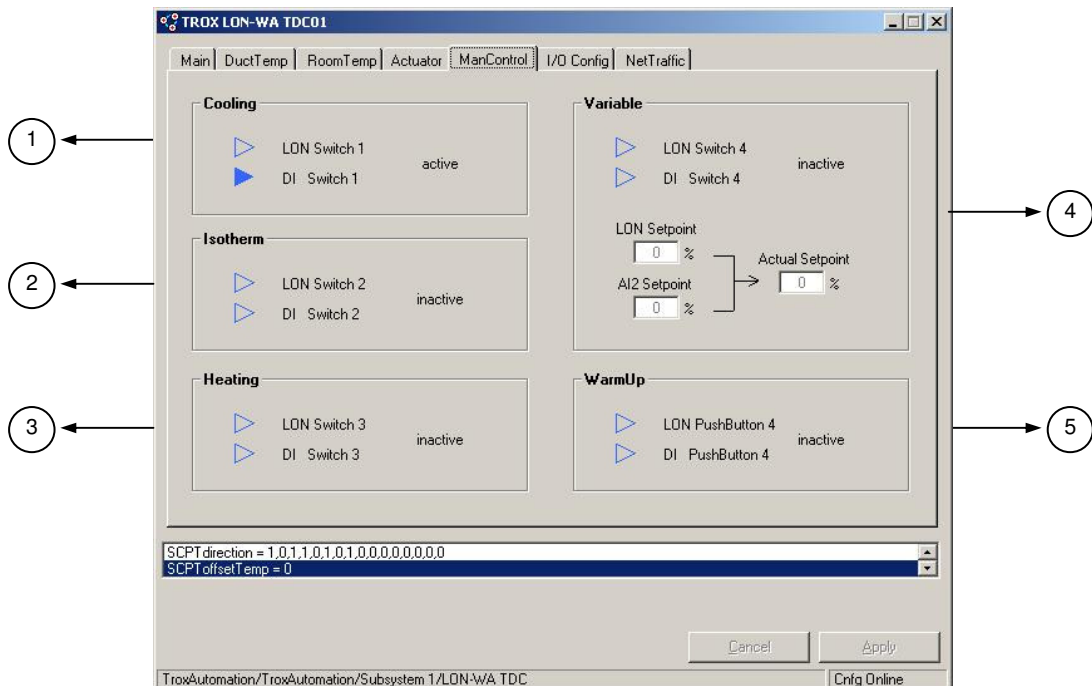 TROX LON-WA TDC01
Main DuctTemp RoomTemp Actuator ManControl I/O Config NetTraffic
Cooling
LON Switch 1
DI Switch 1
active
1
Isotherm
LON Switch 2
DI Switch 2
inactive
2
Heating
LON Switch 3
DI Switch 3
inactive
3
Variable
LON Switch 4
DI Switch 4
inactive
LON Setpoint
0 %
AI2 Setpoint
0 %
Actual Setpoint
0 %
4
WarmUp
LON PushButton 4
DI PushButton 4
inactive
5
SCPTdirection = 1,0,1,1,0,1,0,1,0,0,0,0,0,0,0,0
SCPToffsetTemp = 0
Cancel Apply
TroxAutomation/TroxAutomation/Subsystem 1/LON-WA TDC Cnfg Online